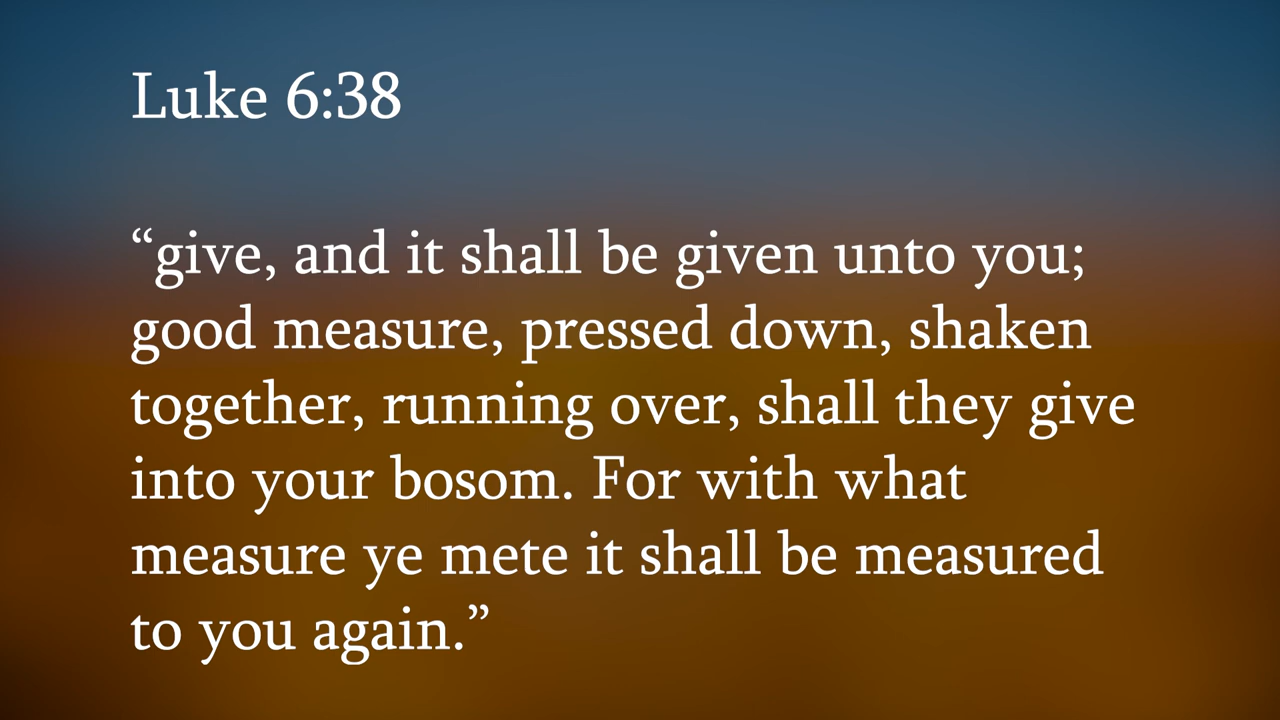 Luke 6:38
“give, and it shall be given unto you;
good measure, pressed down, shaken
together, running over, shall they give
into your bosom. For with what
measure ye mete it shall be measured
to you again.”